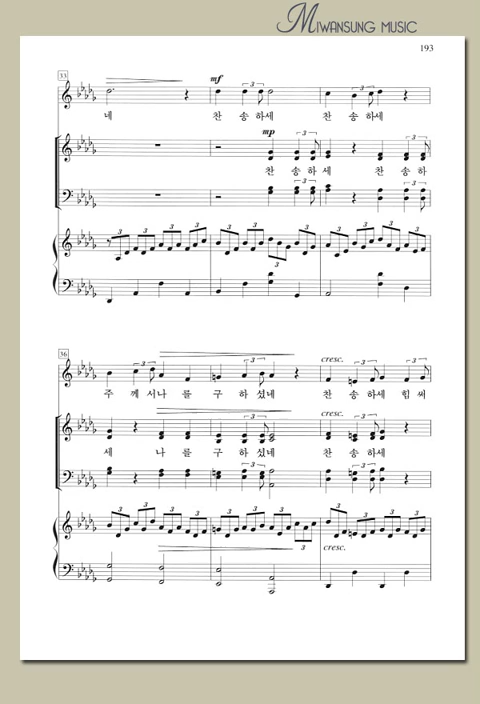 MIWANSUNG MUSIC
193
33
mf
네 찬 송 하세 찬 송 하세
mp
찬 송 하 세 찬 송 하
36
cresc.
주 께 서 나 를 구 하 셨네 찬 송 하세 힘 써
cresc.
세 나 를 구 하 셨 네 찬 송 하세
cresc.